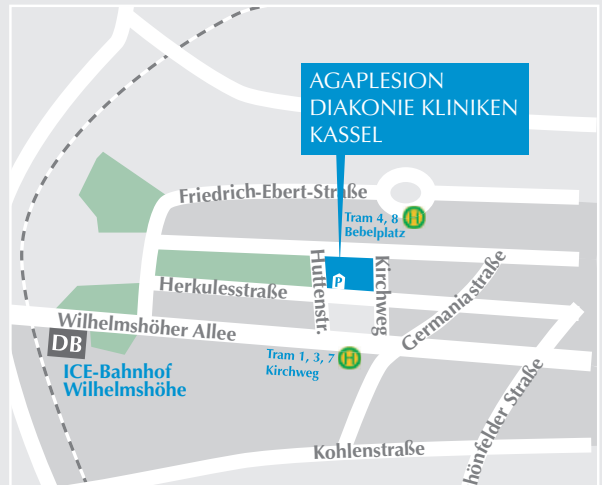 AGAPLESION
DIAKONIE KLINIKEN
KASSEL
Friedrich-Ebert-Straße
Tram 4, 8 H
Bebelplatz
Huttenstr.
Kirchweg
P
Herkulesstraße
Germaniastraße
Wilhelmshöher Allee
DB
ICE-Bahnhof
Wilhelmshöhe
Tram 1, 3, 7 H
Kirchweg
hönfelder Straße
Kohlenstraße